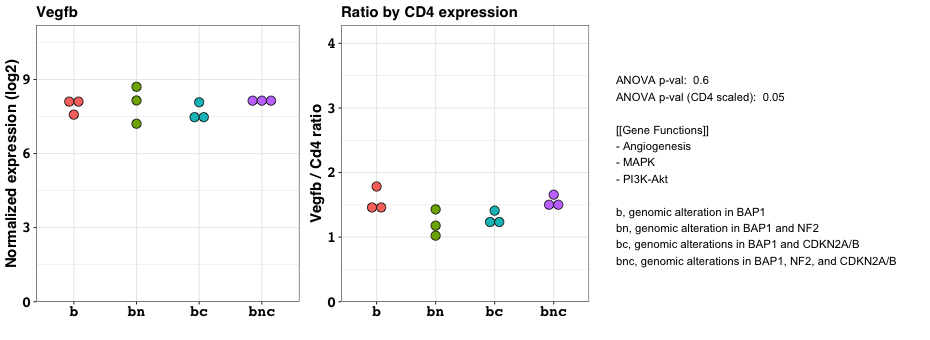 Vegfb
Normalized expression (log2)
9
6
3
0
b bn bc bnc
Ratio by CD4 expression
Vegfb / Cd4 ratio
4
3
2
1
0
b bn bc bnc
ANOVA p-val: 0.6
ANOVA p-val (CD4 scaled): 0.05
[[Gene Functions]]
- Angiogenesis
- MAPK
- PI3K-Akt
b, genomic alteration in BAP1
bn, genomic alteration in BAP1 and NF2
bc, genomic alterations in BAP1 and CDKN2A/B
bnc, genomic alterations in BAP1, NF2, and CDKN2A/B